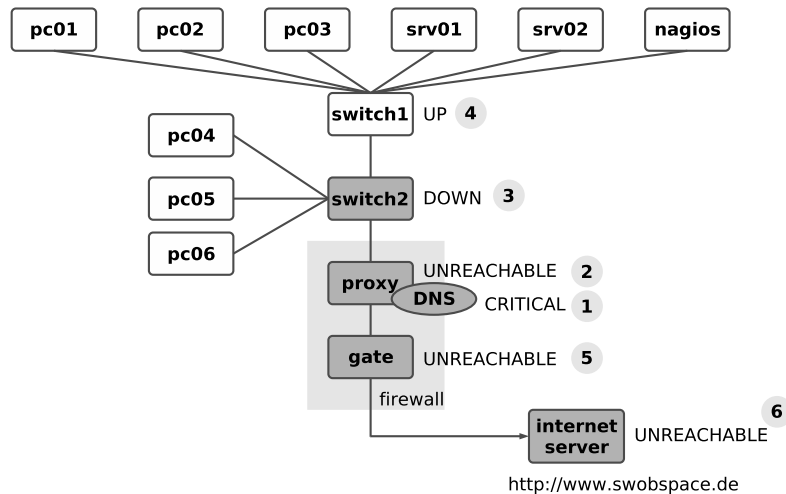 pc01 pc02 pc03 srv01 srv02 nagios
switch1 UP 4
pc04
switch2 DOWN 3
pc05
pc06
proxy UNREACHABLE 2
DNS CRITICAL 1
gate UNREACHABLE 5
firewall
6
internet
server
UNREACHABLE
http://www.swobspace.de